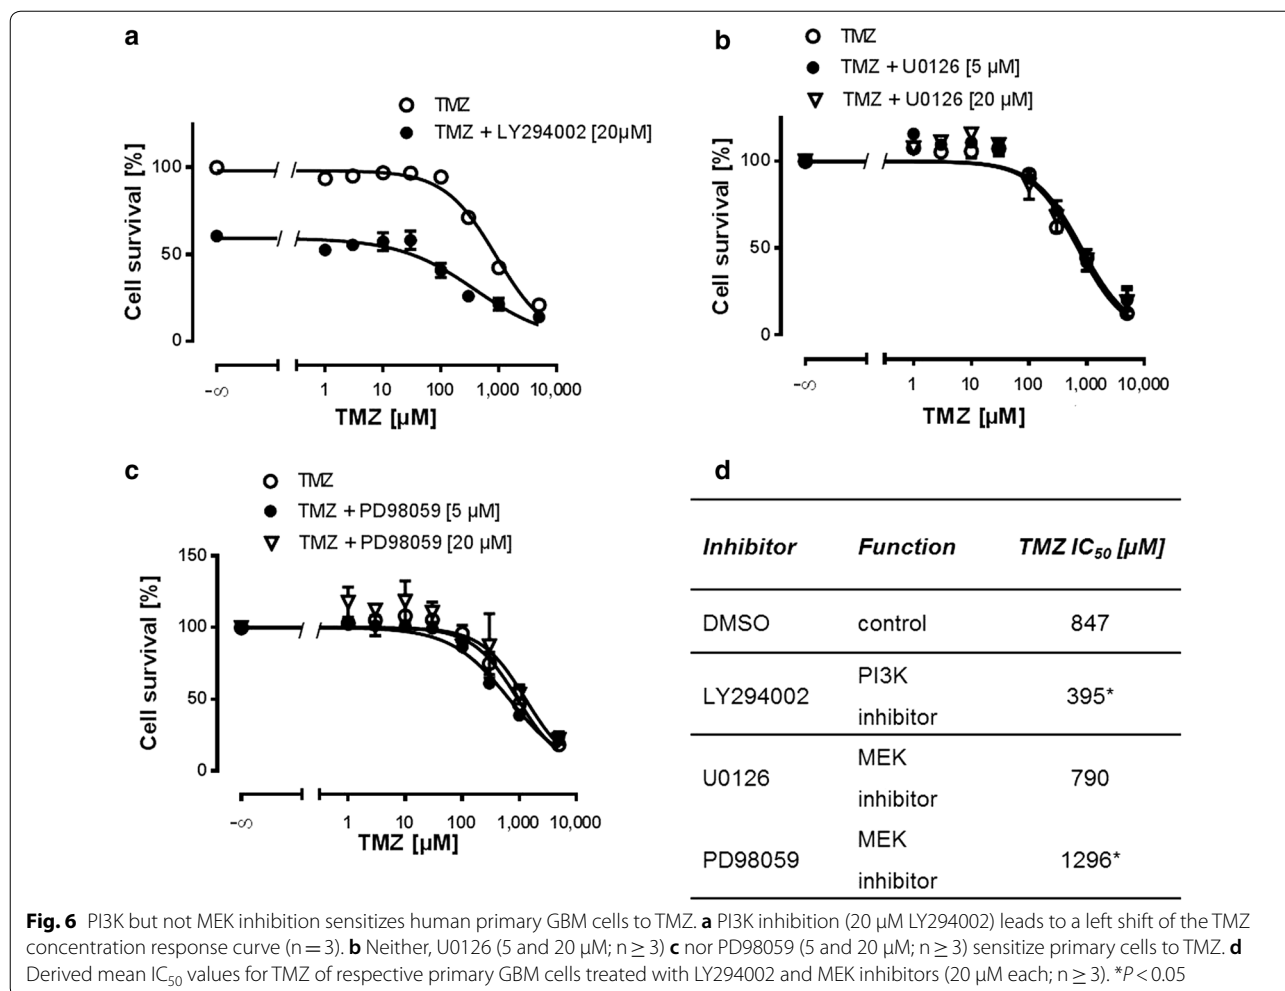 a
TMZ
TMZ + LY294002 [20µM]
Cell survival [%]
100
50
0
-∞
1
10
100
1,000
10,000
TMZ [µM]
b
TMZ
TMZ + U0126 [5 µM]
TMZ + U0126 [20 µM]
Cell survival [%]
100
50
0
-∞
1
10
100
1,000
10,000
TMZ [µM]
c
TMZ
TMZ + PD98059 [5 µM]
TMZ + PD98059 [20 µM]
Cell survival [%]
150
100
50
0
-∞
1
10
100
1,000
10,000
TMZ [µM]
d
Inhibitor Function TMZ IC50 [µM]
DMSO control 847
LY294002 PI3K inhibitor 395*
U0126 MEK inhibitor 790
PD98059 MEK inhibitor 1296*
Fig. 6 PI3K but not MEK inhibition sensitizes human primary GBM cells to TMZ. a PI3K inhibition (20 µM LY294002) leads to a left shift of the TMZ
concentration response curve (n = 3). b Neither, U0126 (5 and 20 µM; n ≥ 3) c nor PD98059 (5 and 20 µM; n ≥ 3) sensitize primary cells to TMZ. d
Derived mean IC50 values for TMZ of respective primary GBM cells treated with LY294002 and MEK inhibitors (20 µM each; n ≥ 3). *P < 0.05